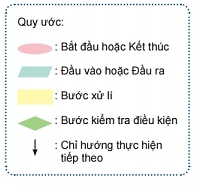 Quy ước:
: Bắt đầu hoặc Kết thúc
: Đầu vào hoặc Đầu ra
: Bước xử lí
: Bước kiểm tra điều kiện
: Chỉ hướng thực hiện
tiếp theo